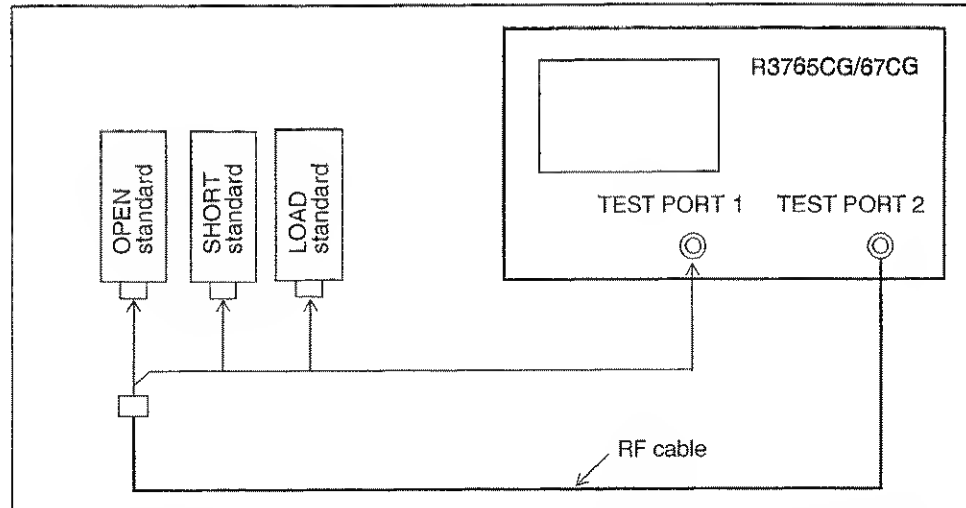 R3765CG/67CG
OPEN
standard
SHORT
standard
LOAD
standard
TEST PORT 1
TEST PORT 2
RF cable